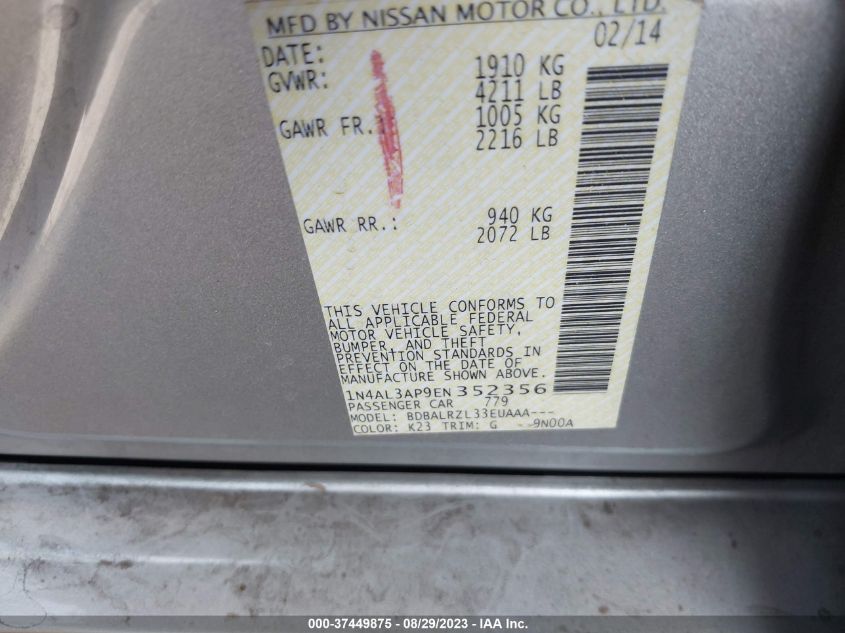 MFD BY NISSAN MOTOR CO., LTD.
DATE: 02/14
GVWR: 1910 KG
4211 LB
GAWR FR. 1005 KG
2216 LB
GAWR RR.: 940 KG
2072 LB
THIS VEHICLE CONFORMS TO
ALL APPLICABLE FEDERAL
MOTOR VEHICLE SAFETY,
BUMPER, AND THEFT
PREVENTION STANDARDS IN
EFFECT ON THE DATE OF
MANUFACTURE SHOWN ABOVE.
1N4AL3AP9EN352356
PASSENGER CAR 779
MODEL: BDBALRZL33EUAAA---
COLOR: K23 TRIM: G --9N00A
000-37449875 - 08/29/2023 - IAA Inc.